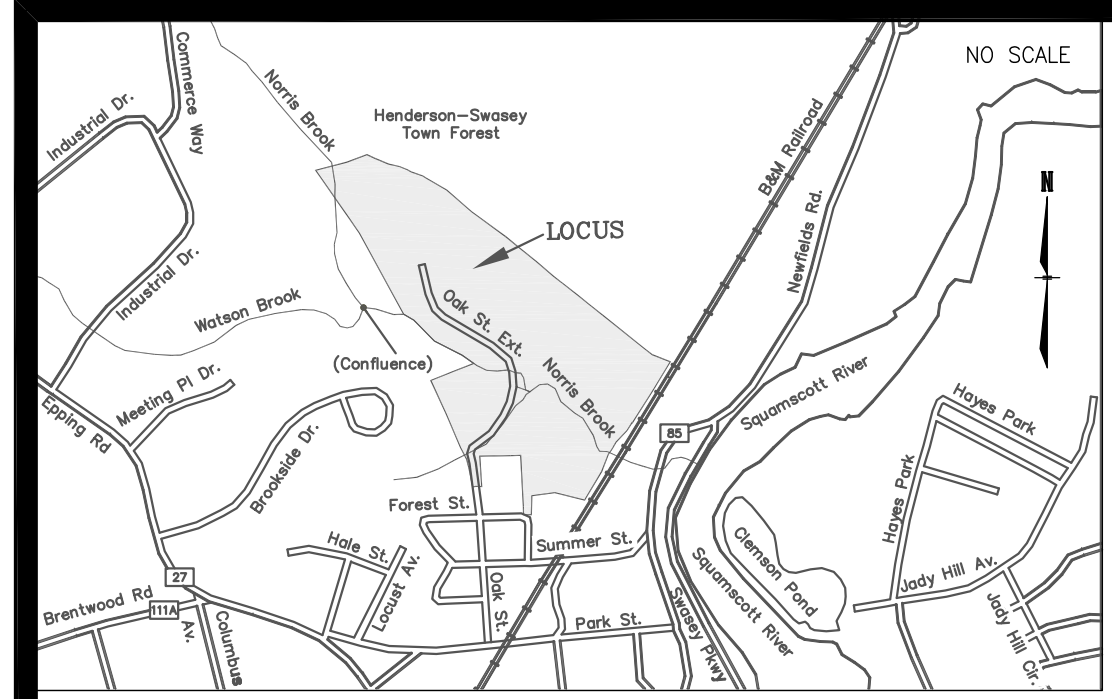 NO SCALE
Commerce Way
Industrial Dr.
Norris Brook
Henderson-Swasey
Town Forest
B&M Railroad
N
Newfields Rd.
LOCUS
Industrial Dr.
Watson Brook
Oak St. Ext.
(Confluence)
Norris Brook
Meeting Pl Dr.
Epping Rd
Squamscott River
Hayes Park
85
Brookside Dr.
Hayes Park
Forest St.
Hale St.
Summer St.
Clemson Pond
Locust Av.
Oak St.
Squamscott River
Jady Hill Av.
27
Brentwood Rd
111A
Av.
Columbus
Park St.
Swasey Pkwy
Jady Hill Cir.